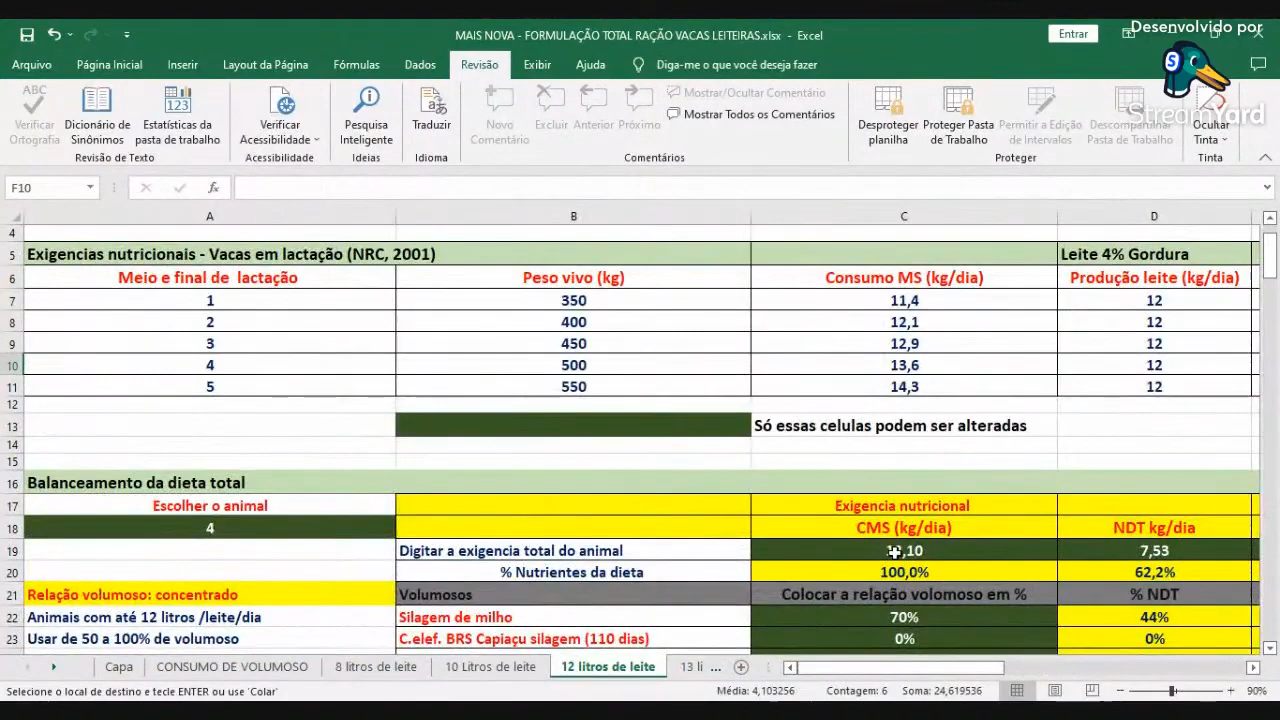 Desenvolvido por
StreamYard
MAIS NOVA - FORMULAÇÃO TOTAL RAÇÃO VACAS LEITEIRAS.xlsx - Excel
Entrar
Arquivo Página Inicial Inserir Layout da Página Fórmulas Dados Revisão Exibir Ajuda Diga-me o que você deseja fazer
Verificar Ortografia
Dicionário de Sinônimos
Estatísticas da pasta de trabalho
Verificar Acessibilidade
Pesquisa Inteligente
Traduzir
Novo Comentário
Excluir Anterior Próximo
Mostrar/Ocultar Comentário
Mostrar Todos os Comentários
Desproteger planilha
Proteger Pasta de Trabalho
Permitir a Edição de Intervalos
Descompartilhar Pasta de Trabalho
Ocultar Tinta
Revisão de Texto Acessibilidade Ideias Idioma Comentários Proteger Tinta
F10 fx
A B C D
4
5 Exigencias nutricionais - Vacas em lactação (NRC, 2001) Leite 4% Gordura
6 Meio e final de lactação Peso vivo (kg) Consumo MS (kg/dia) Produção leite (kg/dia)
7 1 350 11,4 12
8 2 400 12,1 12
9 3 450 12,9 12
10 4 500 13,6 12
11 5 550 14,3 12
12
13 Só essas celulas podem ser alteradas
14
15
16 Balanceamento da dieta total
17 Escolher o animal Exigencia nutricional
18 4 CMS (kg/dia) NDT kg/dia
19 Digitar a exigencia total do animal 7,53
20 % Nutrientes da dieta 100,0% 62,2%
21 Relação volumoso: concentrado Volumosos Colocar a relação volomoso em % % NDT
22 Animais com até 12 litros /leite/dia Silagem de milho 70% 44%
23 Usar de 50 a 100% de volumoso C.elef. BRS Capiaçu silagem (110 dias) 0% 0%
Capa CONSUMO DE VOLUMOSO 8 litros de leite 10 Litros de leite 12 litros de leite 13 li ...
Selecione o local de destino e tecle ENTER ou use 'Colar' Média: 4,103256 Contagem: 6 Soma: 24,619536 90%